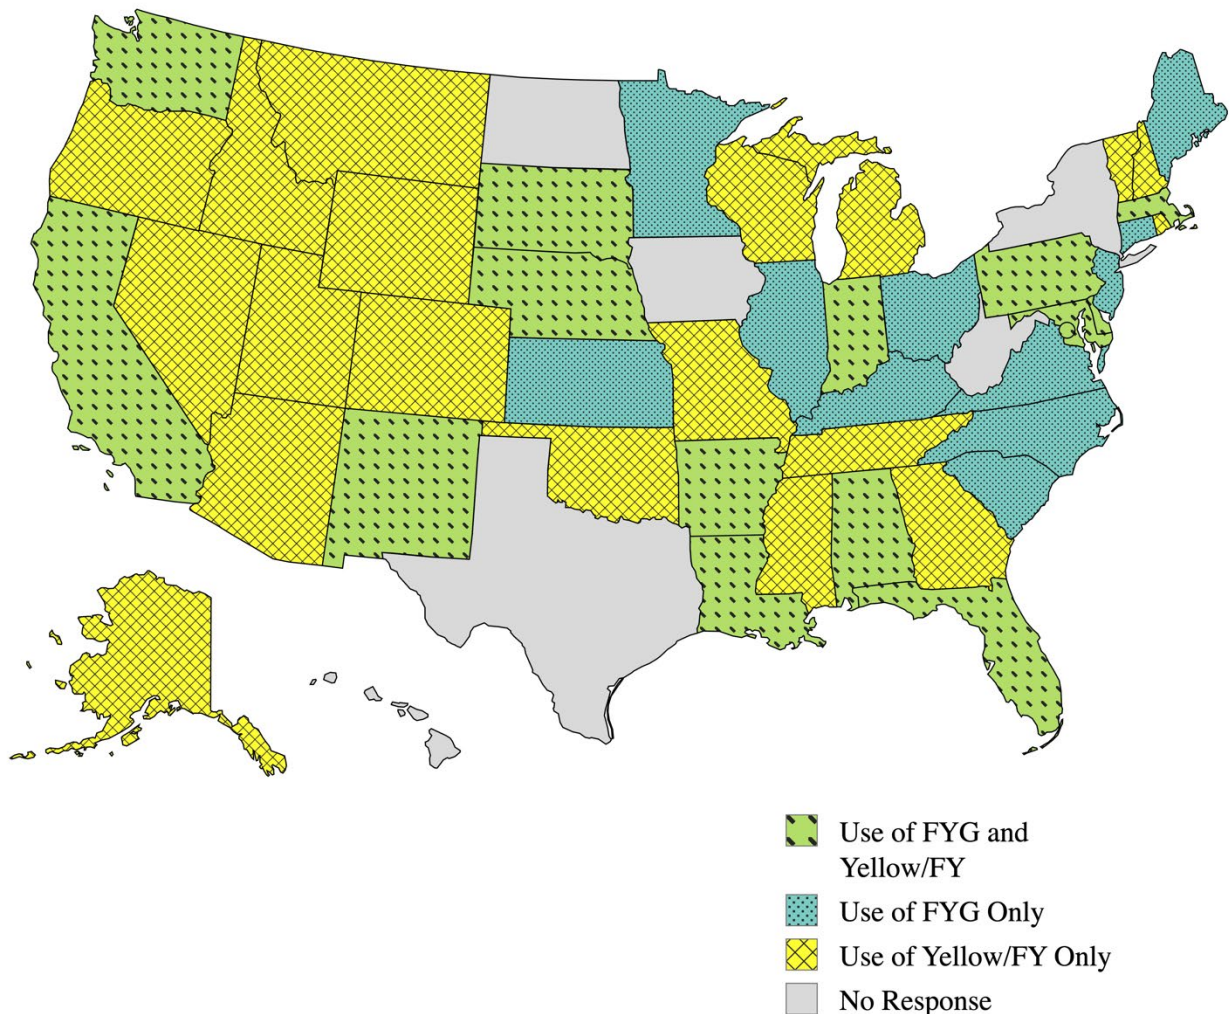 Use of FYG and
Yellow/FY
Use of FYG Only
Use of Yellow/FY Only
No Response